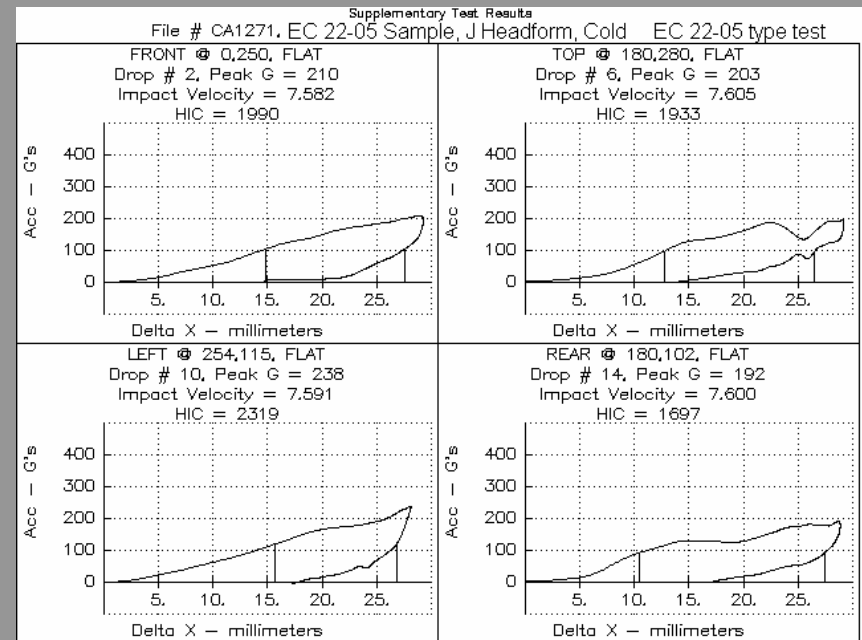 Supplementary Test Results
File # CA1271. EC 22-05 Sample, J Headform, Cold EC 22-05 type test
FRONT @ 0,250, FLAT
Drop # 2, Peak G = 210
Impact Velocity = 7.582
HIC = 1990
Acc - G's
400
300
200
100
0
5. 10. 15. 20. 25.
Delta X - millimeters
TOP @ 180,280, FLAT
Drop # 6, Peak G = 203
Impact Velocity = 7.605
HIC = 1933
Acc - G's
400
300
200
100
0
5. 10. 15. 20. 25.
Delta X - millimeters
LEFT @ 254,115, FLAT
Drop # 10, Peak G = 238
Impact Velocity = 7.591
HIC = 2319
Acc - G's
400
300
200
100
0
5. 10. 15. 20. 25.
Delta X - millimeters
REAR @ 180,102, FLAT
Drop # 14, Peak G = 192
Impact Velocity = 7.600
HIC = 1697
Acc - G's
400
300
200
100
0
5. 10. 15. 20. 25.
Delta X - millimeters